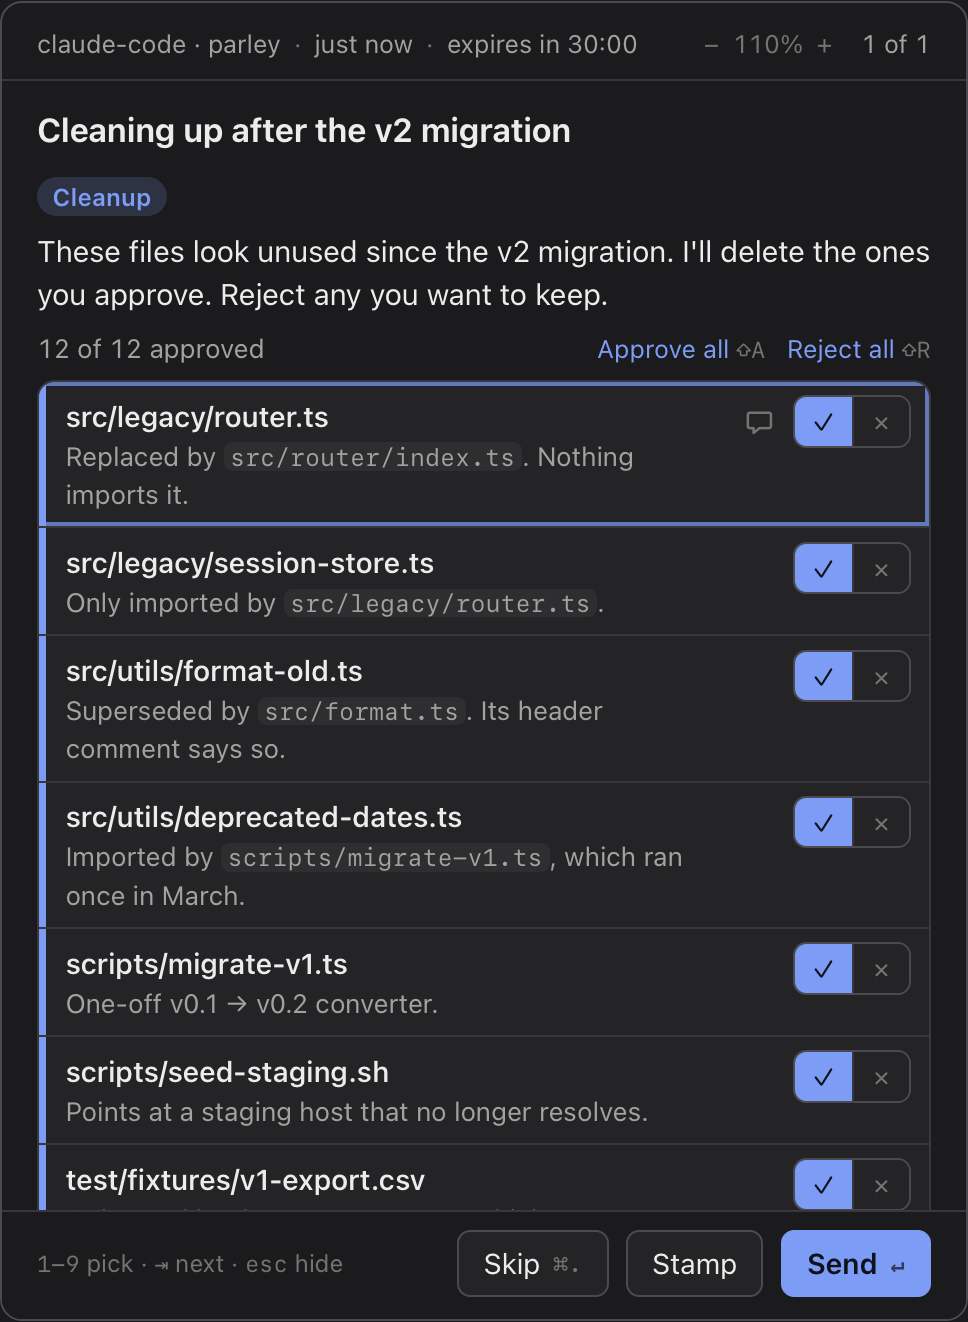 claude-code · parley · just now · expires in 30:00 − 110% + 1 of 1
Cleaning up after the v2 migration
Cleanup
These files look unused since the v2 migration. I'll delete the ones
you approve. Reject any you want to keep.
12 of 12 approved Approve all ⇧A Reject all ⇧R
src/legacy/router.ts ✓ ×
Replaced by src/router/index.ts. Nothing
imports it.
src/legacy/session-store.ts ✓ ×
Only imported by src/legacy/router.ts.
src/utils/format-old.ts ✓ ×
Superseded by src/format.ts. Its header
comment says so.
src/utils/deprecated-dates.ts ✓ ×
Imported by scripts/migrate-v1.ts, which ran
once in March.
scripts/migrate-v1.ts ✓ ×
One-off v0.1 → v0.2 converter.
scripts/seed-staging.sh ✓ ×
Points at a staging host that no longer resolves.
test/fixtures/v1-export.csv ✓ ×
1–9 pick · ⇥ next · esc hide Skip ⌘. Stamp Send ↵